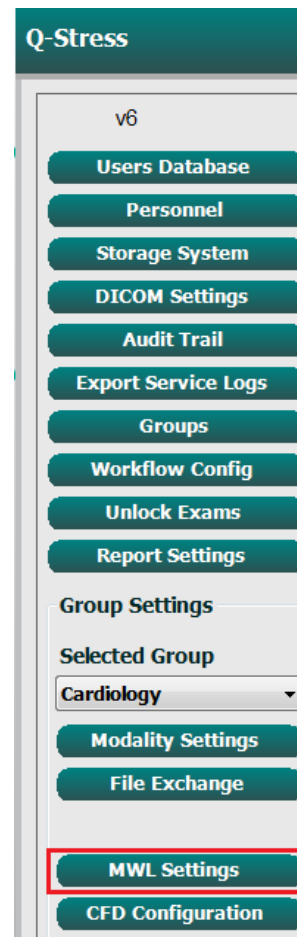 Q-Stress
v6
Users Database
Personnel
Storage System
DICOM Settings
Audit Trail
Export Service Logs
Groups
Workflow Config
Unlock Exams
Report Settings
Group Settings
Selected Group
Cardiology
Modality Settings
File Exchange
MWL Settings
CFD Configuration